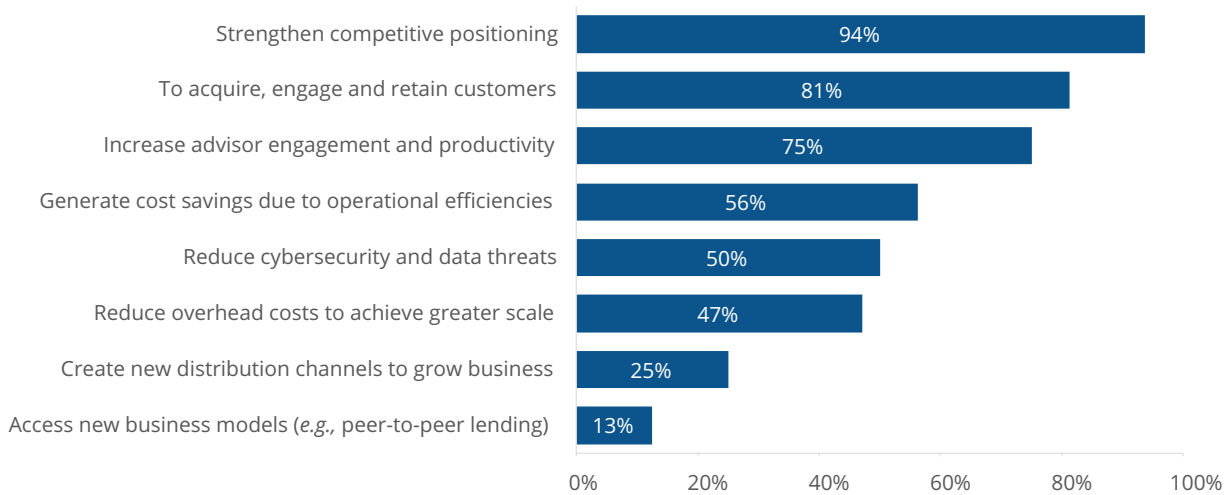 Strengthen competitive positioning 94%
To acquire, engage and retain customers 81%
Increase advisor engagement and productivity 75%
Generate cost savings due to operational efficiencies 56%
Reduce cybersecurity and data threats 50%
Reduce overhead costs to achieve greater scale 47%
Create new distribution channels to grow business 25%
Access new business models (e.g., peer-to-peer lending) 13%
0% 20% 40% 60% 80% 100%